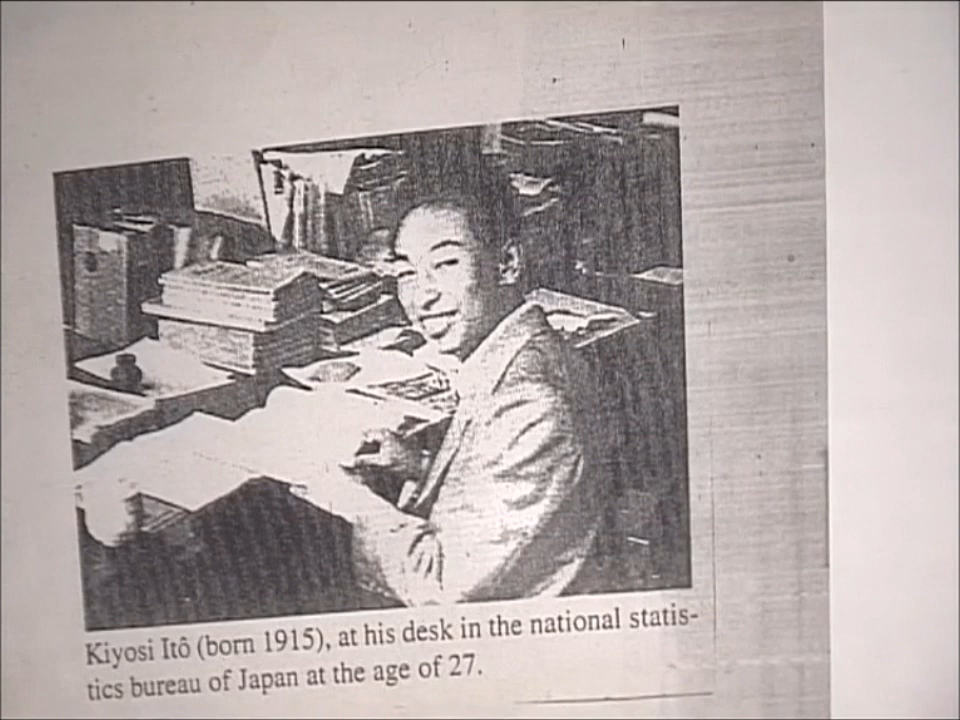 Kiyosi Itô (born 1915), at his desk in the national statis-
tics bureau of Japan at the age of 27.